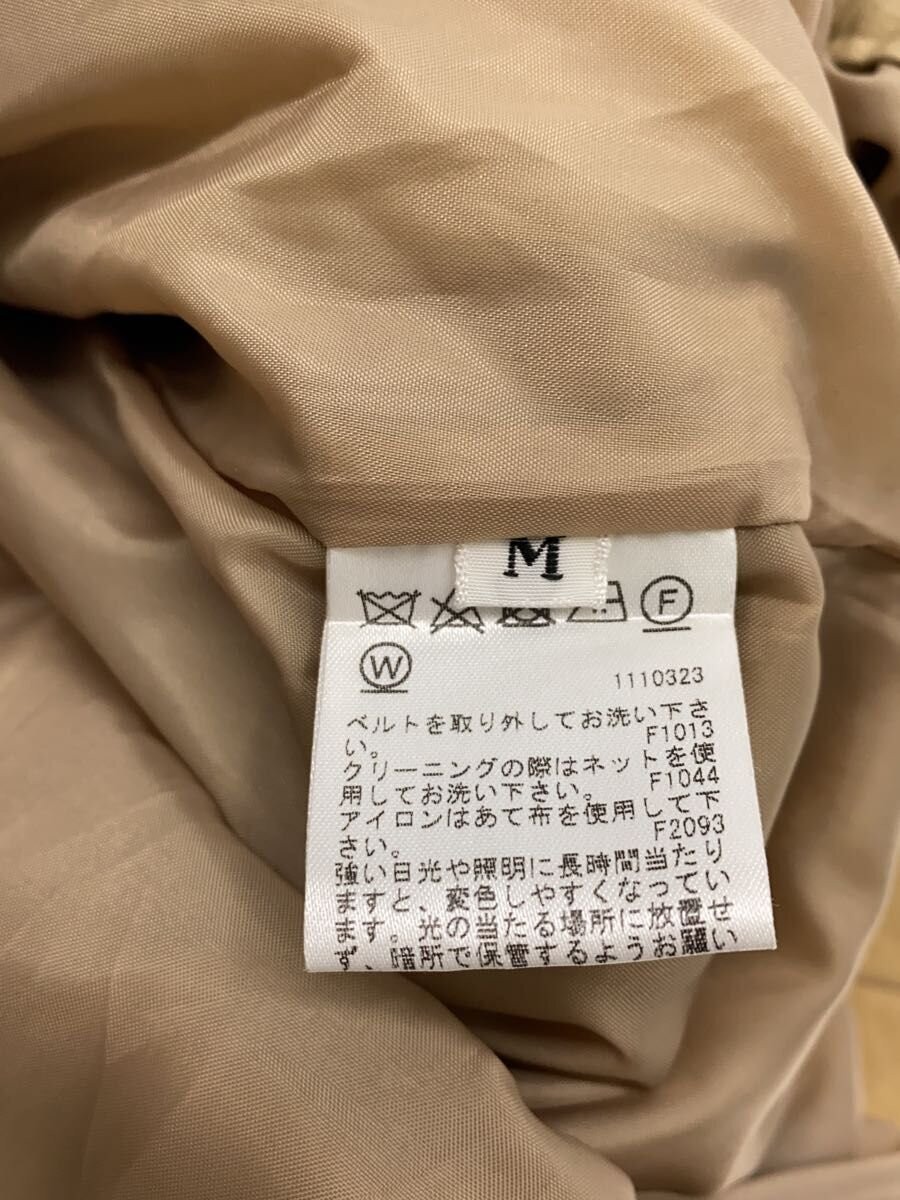 M
F
W
1110323
ベルトを取り外してお洗い下さ
い。
F1013
クリーニングの際はネットを使
用してお洗い下さい。
F1044
アイロンはあて布を使用して下
さい。
F2093
強い日光や照明に長時間当たり
ますと、変色しやすくなってい
ます。光の当たる場所に放置せ
ず、暗所で保管するようお願い